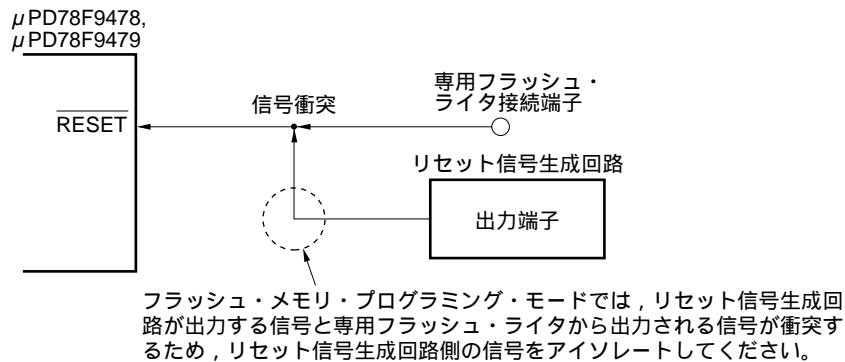 μPD78F9478,
μPD78F9479
RESET
信号衝突
専用フラッシュ・
ライタ接続端子
リセット信号生成回路
出力端子
フラッシュ・メモリ・プログラミング・モードでは，リセット信号生成回
路が出力する信号と専用フラッシュ・ライタから出力される信号が衝突す
るため，リセット信号生成回路側の信号をアイソレートしてください。